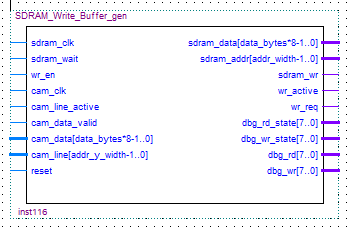 SDRAM_Write_Buffer_gen
sdram_clk sdram_data[data_bytes*8-1..0]
sdram_wait sdram_addr[addr_width-1..0]
wr_en sdram_wr
cam_clk wr_active
cam_line_active wr_req
cam_data_valid dbg_rd_state[7..0]
cam_data[data_bytes*8-1..0] dbg_wr_state[7..0]
cam_line[addr_y_width-1..0] dbg_rd[7..0]
reset dbg_wr[7..0]
inst116